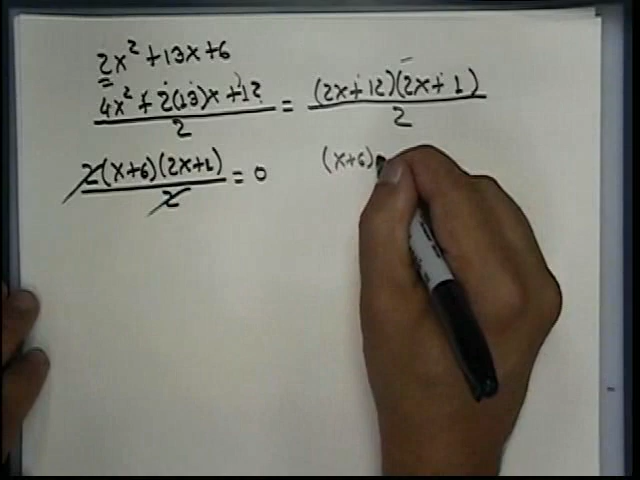 2x² + 13x + 6
4x² + 2(13)x + 12 / 2 = (2x + 12)(2x + 1) / 2
2(x+6)(2x+1) / 2 = 0 (x+6)